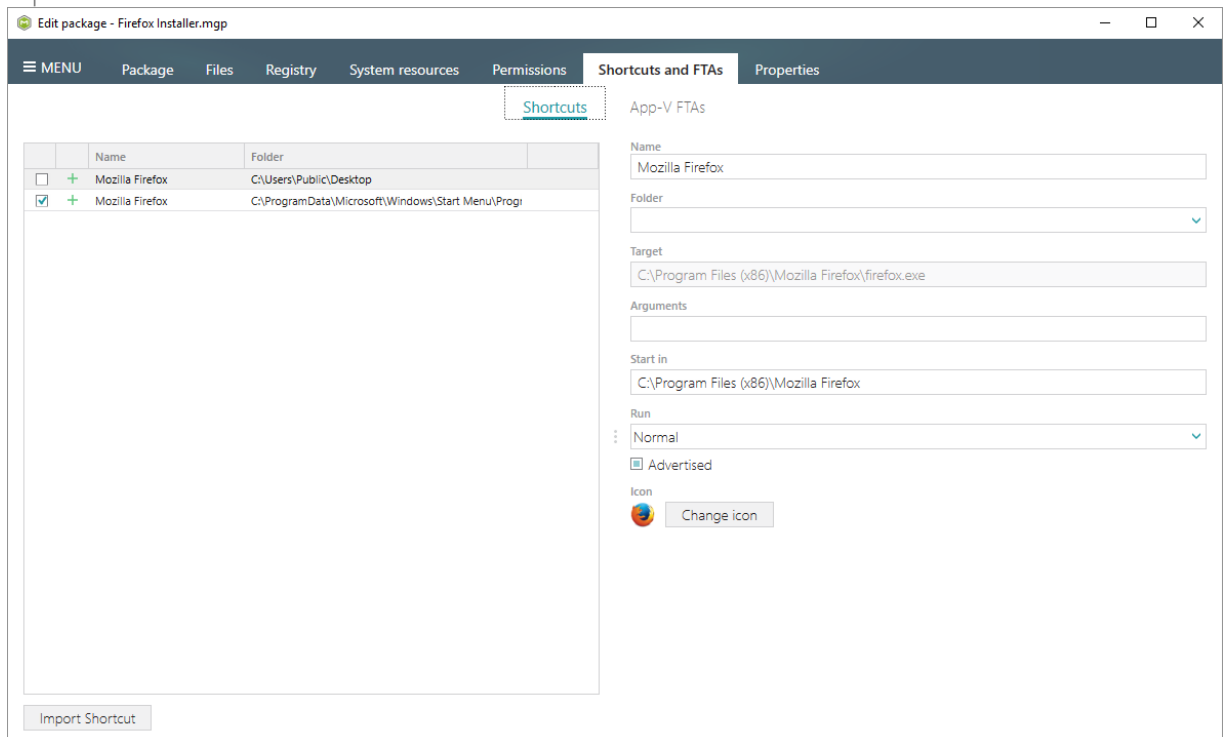 Edit package - Firefox Installer.mgp
MENU Package Files Registry System resources Permissions Shortcuts and FTAs Properties
Shortcuts App-V FTAs
Name Folder
Mozilla Firefox C:\Users\Public\Desktop
Mozilla Firefox C:\ProgramData\Microsoft\Windows\Start Menu\Progr
Name
Mozilla Firefox
Folder
Target
C:\Program Files (x86)\Mozilla Firefox\firefox.exe
Arguments
Start in
C:\Program Files (x86)\Mozilla Firefox
Run
Normal
Advertised
Icon
Change icon
Import Shortcut